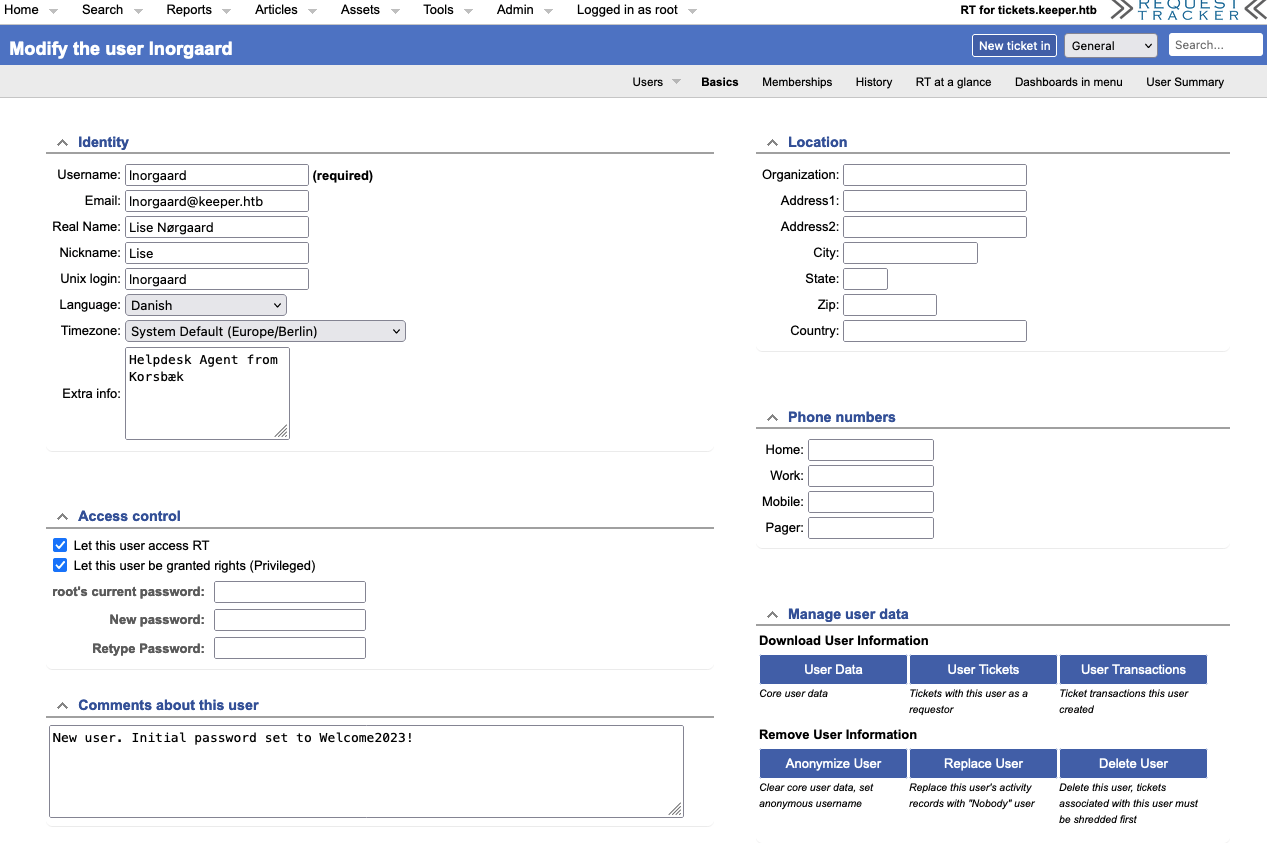 Home Search Reports Articles Assets Tools Admin Logged in as root RT for tickets.keeper.htb REQUEST
TRACKER
Modify the user lnorgaard New ticket in General Search...
Users Basics Memberships History RT at a glance Dashboards in menu User Summary
Identity
Username: lnorgaard (required)
Email: lnorgaard@keeper.htb
Real Name: Lise Nørgaard
Nickname: Lise
Unix login: lnorgaard
Language: Danish
Timezone: System Default (Europe/Berlin)
Extra info: Helpdesk Agent from
Korsbæk
Access control
Let this user access RT
Let this user be granted rights (Privileged)
root's current password:
New password:
Retype Password:
Comments about this user
New user. Initial password set to Welcome2023!
Location
Organization:
Address1:
Address2:
City:
State:
Zip:
Country:
Phone numbers
Home:
Work:
Mobile:
Pager:
Manage user data
Download User Information
User Data User Tickets User Transactions
Core user data Tickets with this user as a Ticket transactions this user
requestor created
Remove User Information
Anonymize User Replace User Delete User
Clear core user data, set Replace this user's activity Delete this user, tickets
anonymous username records with "Nobody" user associated with this user must
be shredded first